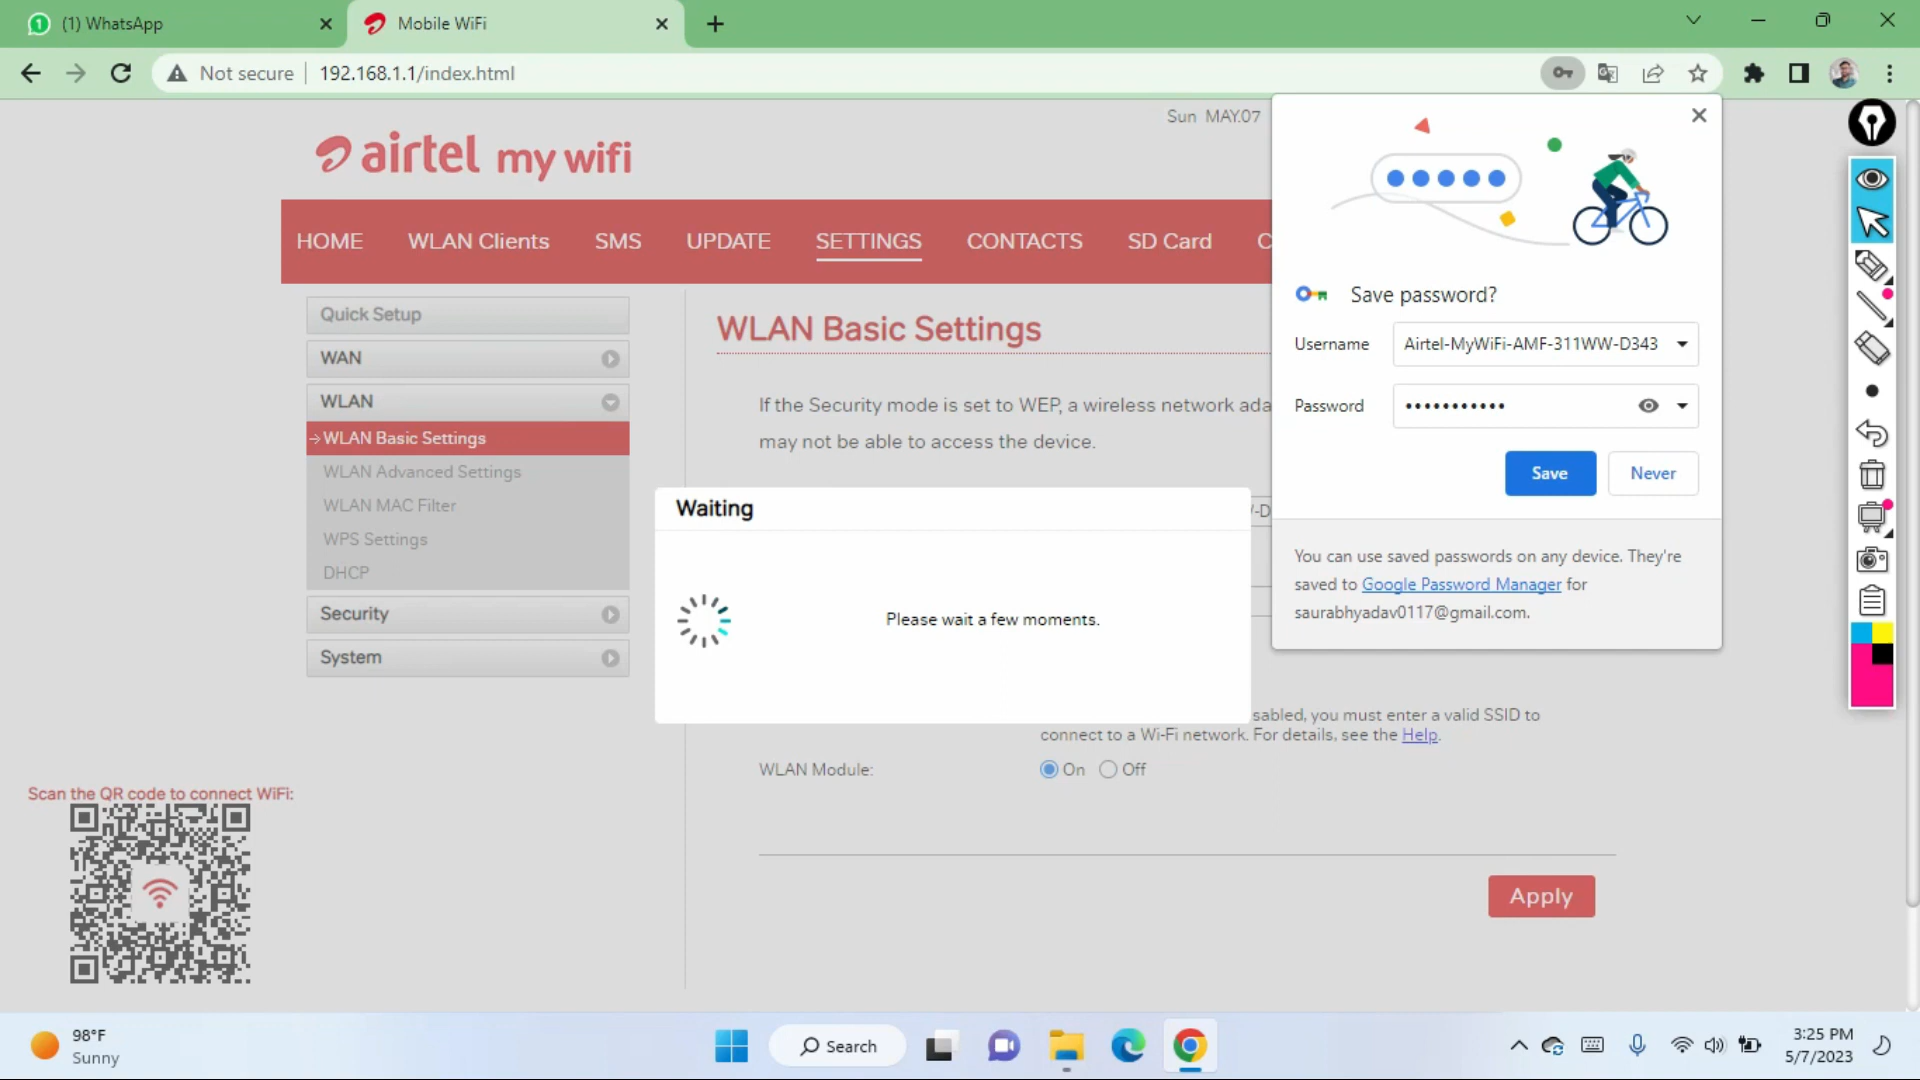 (1) WhatsApp
Mobile WiFi
Not secure
192.168.1.1/index.html
Sun MAY.07
airtel my wifi
HOME
WLAN Clients
SMS
UPDATE
SETTINGS
CONTACTS
SD Card
C
Quick Setup
WAN
WLAN
WLAN Basic Settings
WLAN Advanced Settings
WLAN MAC Filter
WPS Settings
DHCP
Security
System
WLAN Basic Settings
If the Security mode is set to WEP, a wireless network ada
may not be able to access the device.
Waiting
Please wait a few moments.
/-D
sabled, you must enter a valid SSID to
connect to a Wi-Fi network. For details, see the Help.
WLAN Module:
On
Off
Apply
Save password?
Username
Airtel-MyWiFi-AMF-311WW-D343
Password
•••••••••••
Save
Never
You can use saved passwords on any device. They're
saved to Google Password Manager for
saurabhyadav0117@gmail.com.
Scan the QR code to connect WiFi:
98°F
Sunny
Search
3:25 PM
5/7/2023